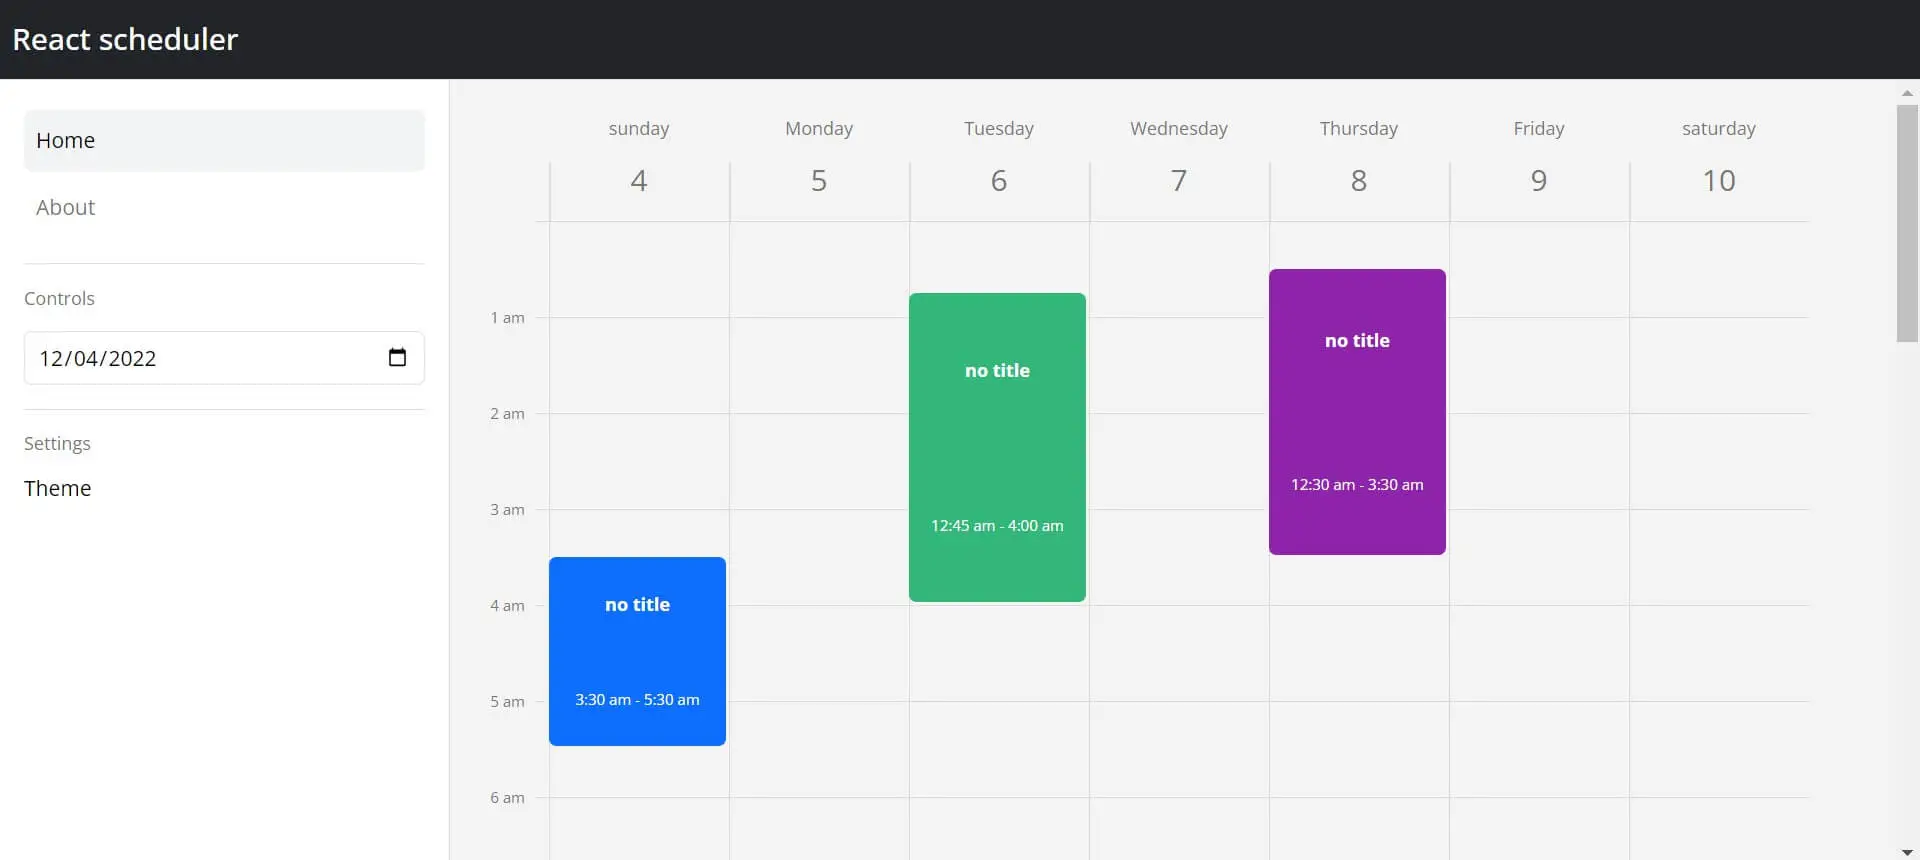 React scheduler
Home
About
Controls
12/04/2022
Settings
Theme
sunday Monday Tuesday Wednesday Thursday Friday saturday
4 5 6 7 8 9 10
1 am
no title
no title
2 am
12:30 am - 3:30 am
3 am
12:45 am - 4:00 am
4 am
no title
5 am
3:30 am - 5:30 am
6 am